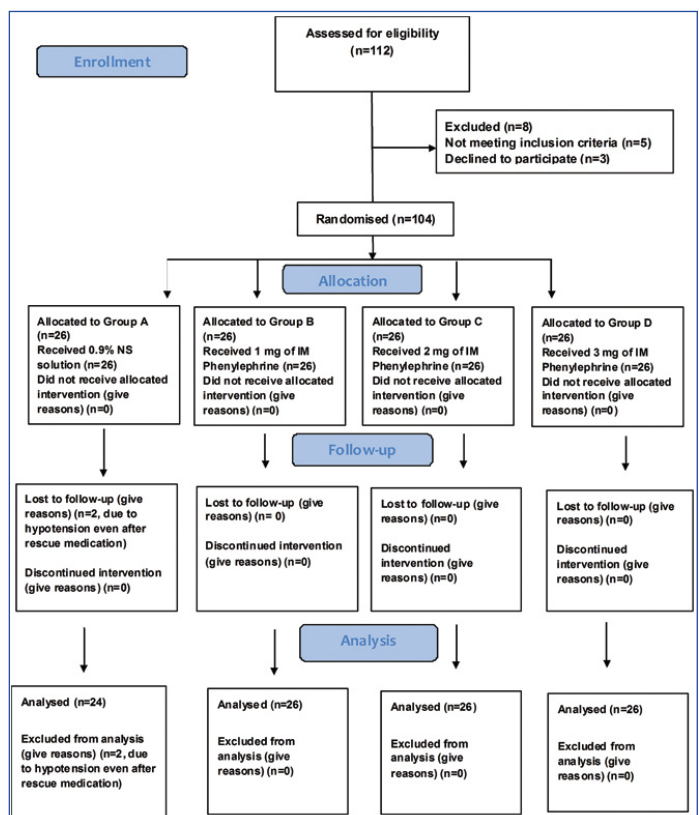 Assessed for eligibility
(n=112)
Enrollment
Excluded (n=8)
Not meeting inclusion criteria (n=5)
Declined to participate (n=3)
Randomised (n=104)
Allocation
Allocated to Group A
(n=26)
Received 0.9% NS
solution (n=26)
Did not receive allocated
intervention (give
reasons) (n=0)
Allocated to Group B
(n=26)
Received 1 mg of IM
Phenylephrine (n=26)
Did not receive allocated
intervention (give
reasons) (n=0)
Allocated to Group C
(n=26)
Received 2 mg of IM
Phenylephrine (n=26)
Did not receive allocated
intervention (give
reasons) (n=0)
Allocated to Group D
(n=26)
Received 3 mg of IM
Phenylephrine (n=26)
Did not receive allocated
intervention (give
reasons) (n=0)
Follow-up
Lost to follow-up (give
reasons) (n=2, due to
hypotension even after
rescue medication)
Discontinued intervention
(give reasons) (n=0)
Lost to follow-up (give
reasons) (n= 0)
Discontinued intervention
(give reasons) (n=0)
Lost to follow-up (give
reasons) (n=0)
Discontinued
intervention (give
reasons) (n=0)
Lost to follow-up (give
reasons) (n=0)
Discontinued
intervention (give
reasons) (n=0)
Analysis
Analysed (n=24)
Excluded from analysis
(give reasons) (n=2, due
to hypotension even after
rescue medication)
Analysed (n=26)
Excluded from
analysis (give
reasons) (n=0)
Analysed (n=26)
Excluded from
analysis (give
reasons) (n=0)
Analysed (n=26)
Excluded from
analysis (give
reasons) (n=0)